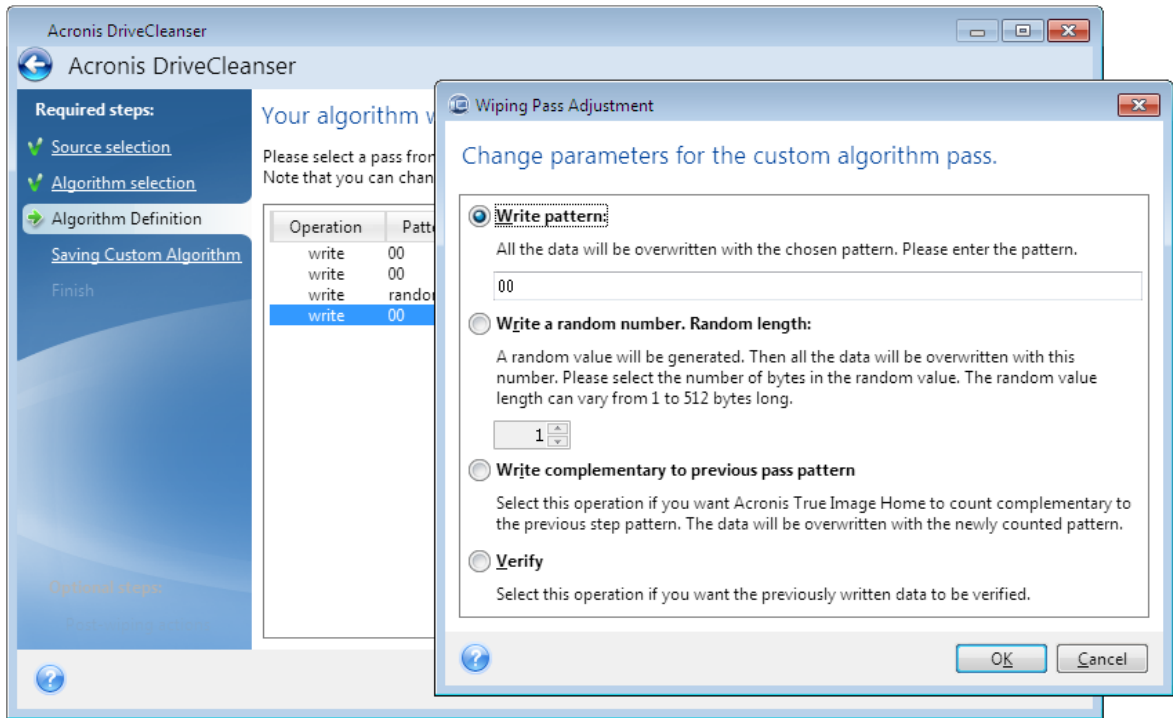 Acronis DriveCleanser
Acronis DriveCleanser
Required steps:
Source selection
Algorithm selection
Algorithm Definition
Saving Custom Algorithm
Finish
Optional steps:
Your algorithm w
Please select a pass from
Note that you can chan
Operation Patte
write 00
write 00
write random
write 00
Wiping Pass Adjustment
Change parameters for the custom algorithm pass.
Write pattern:
All the data will be overwritten with the chosen pattern. Please enter the pattern.
00
Write a random number. Random length:
A random value will be generated. Then all the data will be overwritten with this
number. Please select the number of bytes in the random value. The random value
length can vary from 1 to 512 bytes long.
1
Write complementary to previous pass pattern
Select this operation if you want Acronis True Image Home to count complementary to
the previous step pattern. The data will be overwritten with the newly counted pattern.
Verify
Select this operation if you want the previously written data to be verified.
OK Cancel